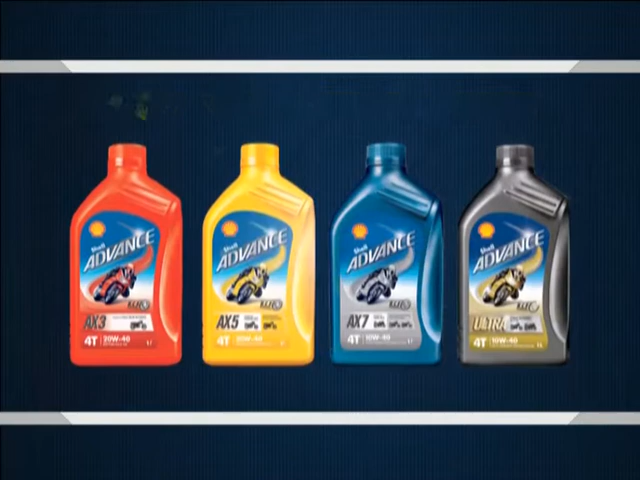 Shell
ADVANCE
AX3
4T 20W-40
Shell
ADVANCE
AX5
4T 20W-40
Shell
ADVANCE
AX7
4T 10W-40
Shell
ADVANCE
ULTRA
4T 10W-40